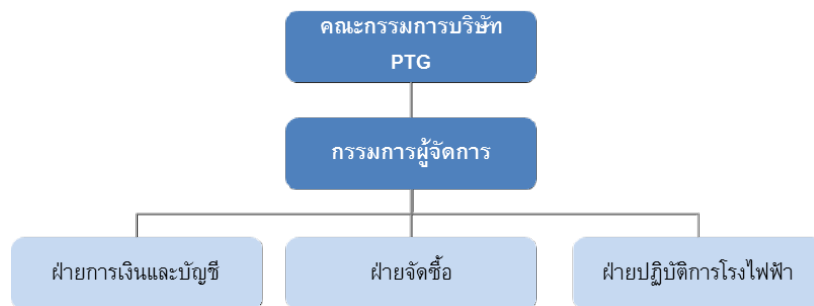 คณะกรรมการบริษัท
PTG
กรรมการผู้จัดการ
ฝ่ายการเงินและบัญชี
ฝ่ายจัดซื้อ
ฝ่ายปฏิบัติการโรงไฟฟ้า